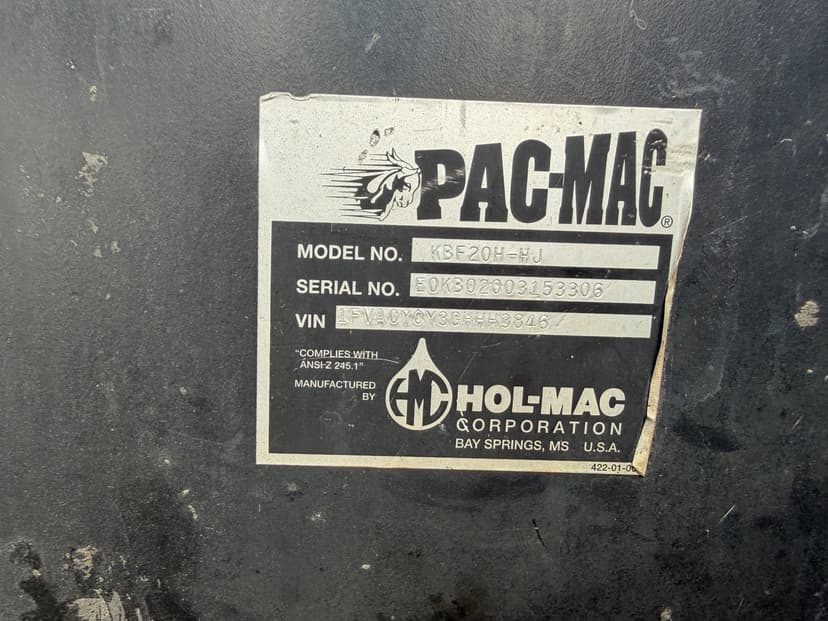 PAC-MAC®
MODEL NO. KBF20H-HJ
SERIAL NO.
VIN
"COMPLIES WITH
ANSI-Z 245.1"
MANUFACTURED
BY
HMC
HOL-MAC
CORPORATION
BAY SPRINGS, MS U.S.A.